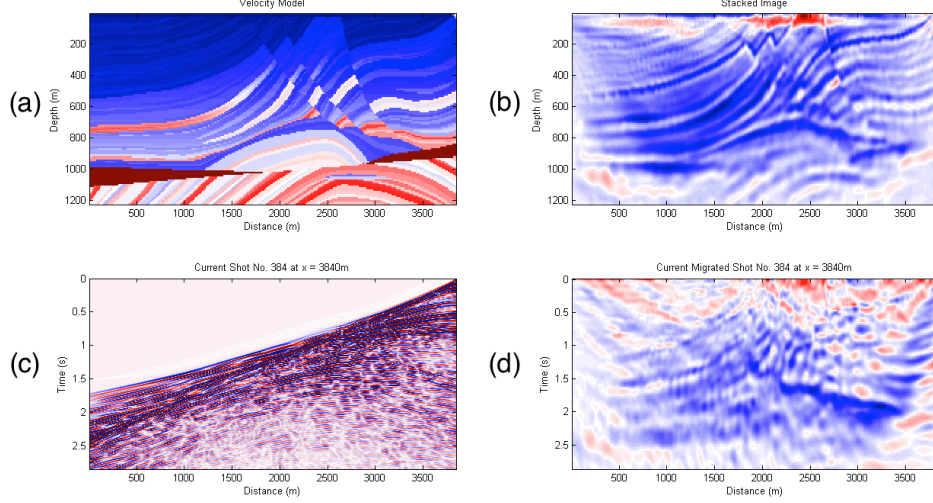 Velocity Model
Stacked Image
(a)
Depth (m)
200
400
600
800
1000
1200
500 1000 1500 2000 2500 3000 3500
Distance (m)
(b)
Depth (m)
200
400
600
800
1000
1200
500 1000 1500 2000 2500 3000 3500
Distance (m)
Current Shot No. 384 at x = 3840m
(c)
Time (s)
0
0.5
1
1.5
2
2.5
500 1000 1500 2000 2500 3000 3500
Distance (m)
Current Migrated Shot No. 384 at x = 3840m
(d)
Time (s)
0
0.5
1
1.5
2
2.5
500 1000 1500 2000 2500 3000 3500
Distance (m)